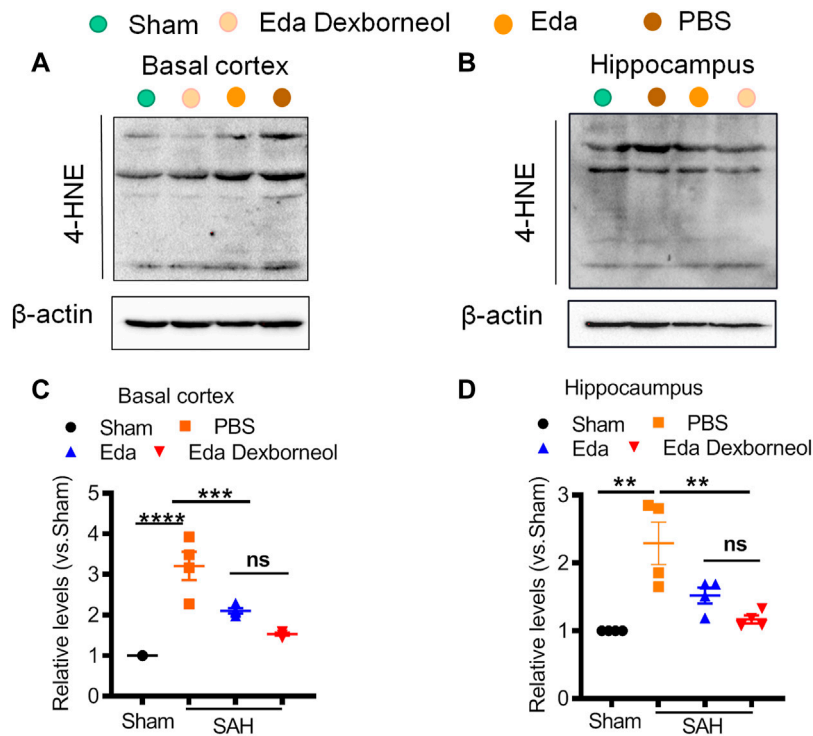 Sham Eda Dexborneol Eda PBS
A
Basal cortex
4-HNE
β-actin
B
Hippocampus
4-HNE
β-actin
C
Basal cortex
Sham PBS
Eda Eda Dexborneol
Relative levels (vs.Sham)
5
4
3
2
1
0
****
***
ns
Sham
SAH
D
Hippocaumpus
Sham PBS
Eda Eda Dexborneol
Relative levels (vs.Sham)
3
2
1
0
**
**
ns
Sham
SAH